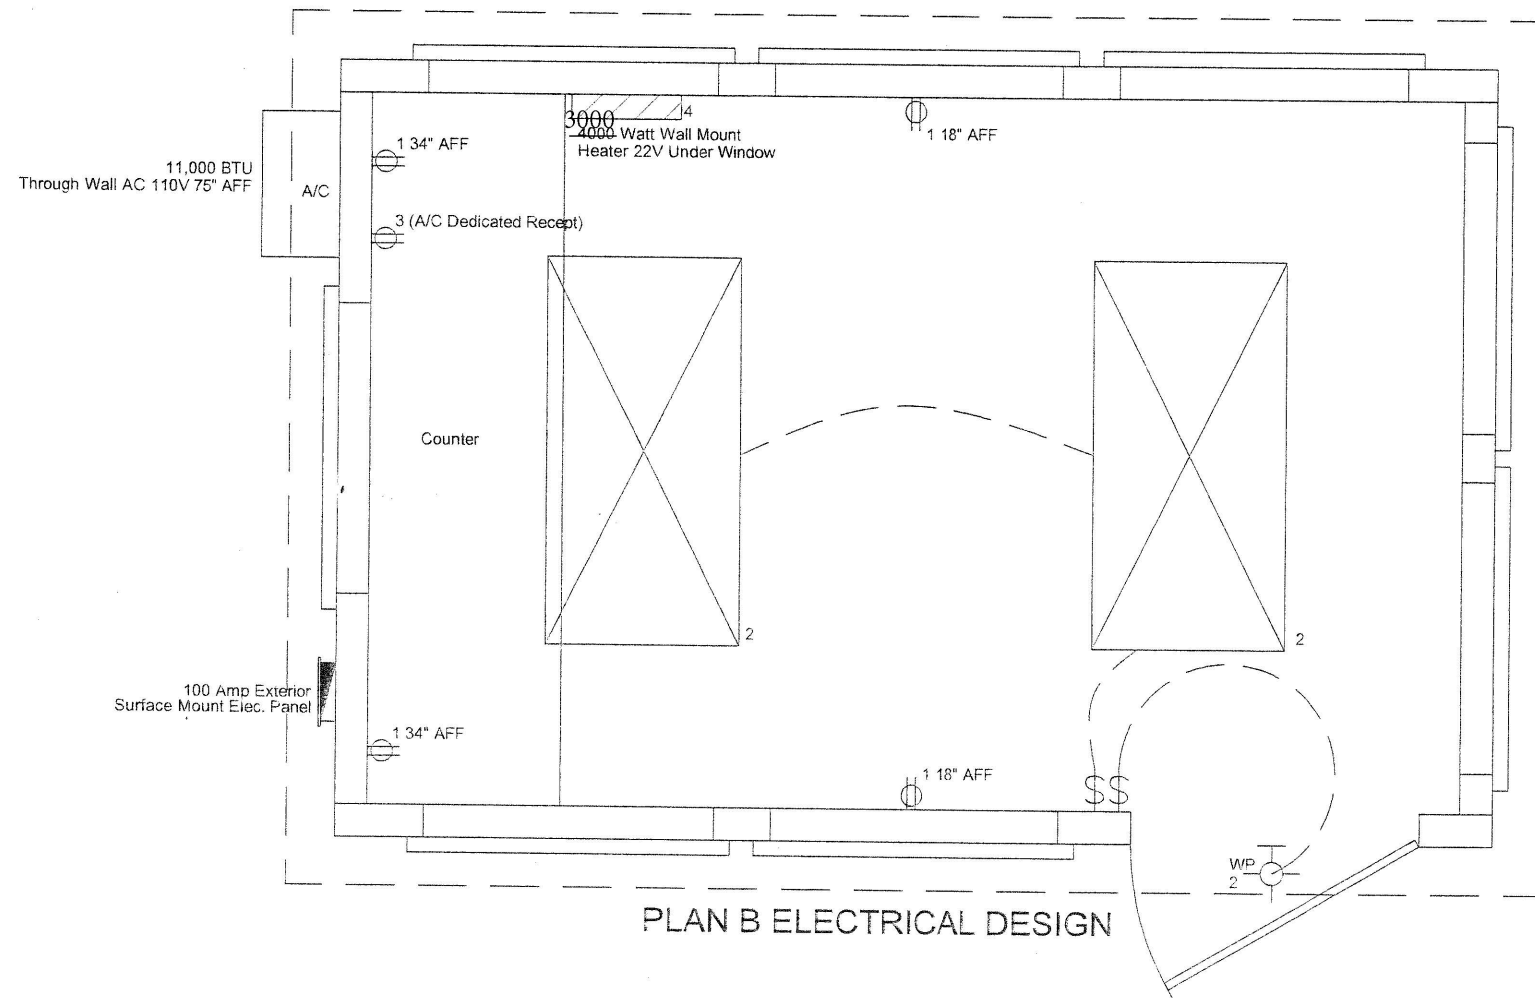 4
3000
4000 Watt Wall Mount
Heater 22V Under Window
1 18" AFF
1 34" AFF
11,000 BTU
Through Wall AC 110V 75" AFF
A/C
3 (A/C Dedicated Recept)
Counter
2
2
100 Amp Exterior
Surface Mount Elec. Panel
1 34" AFF
1 18" AFF
SS
WP
2
PLAN B ELECTRICAL DESIGN